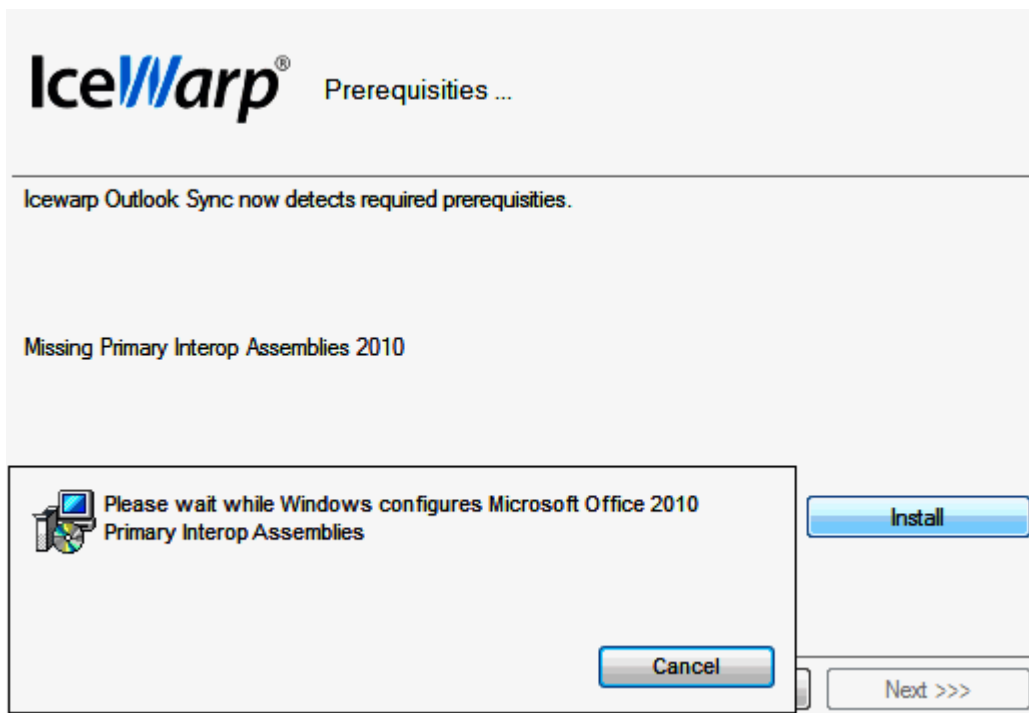 IceWarp®
Prerequisities ...
Icewarp Outlook Sync now detects required prerequisities.
Missing Primary Interop Assemblies 2010
Please wait while Windows configures Microsoft Office 2010
Primary Interop Assemblies
Install
Cancel
Next >>>